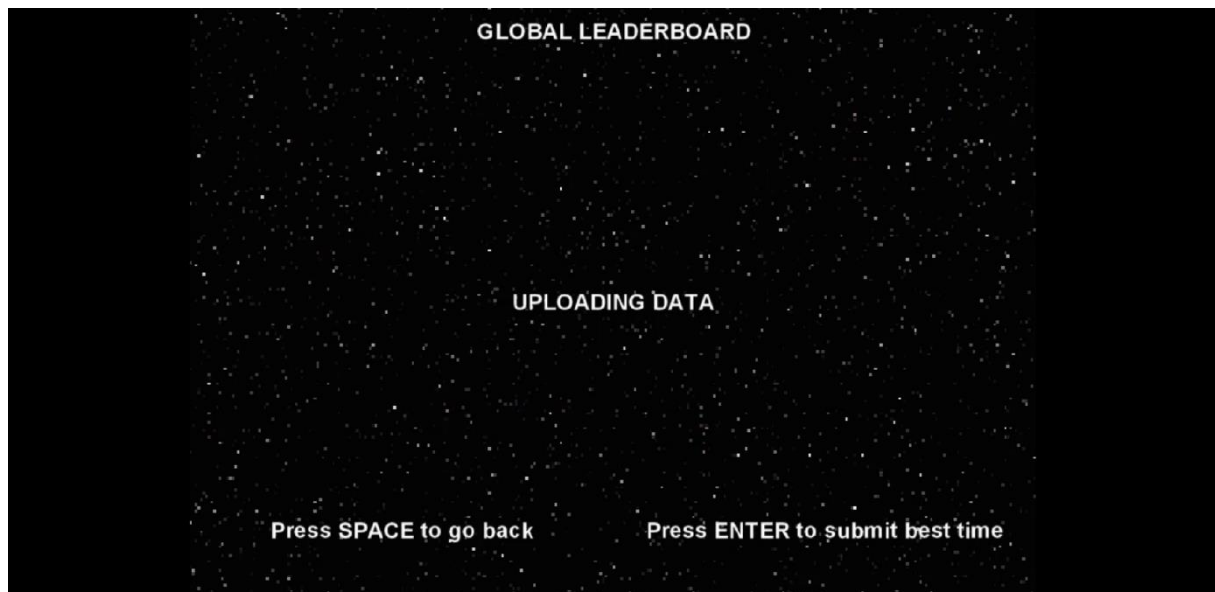 GLOBAL LEADERBOARD
UPLOADING DATA
Press SPACE to go back
Press ENTER to submit best time